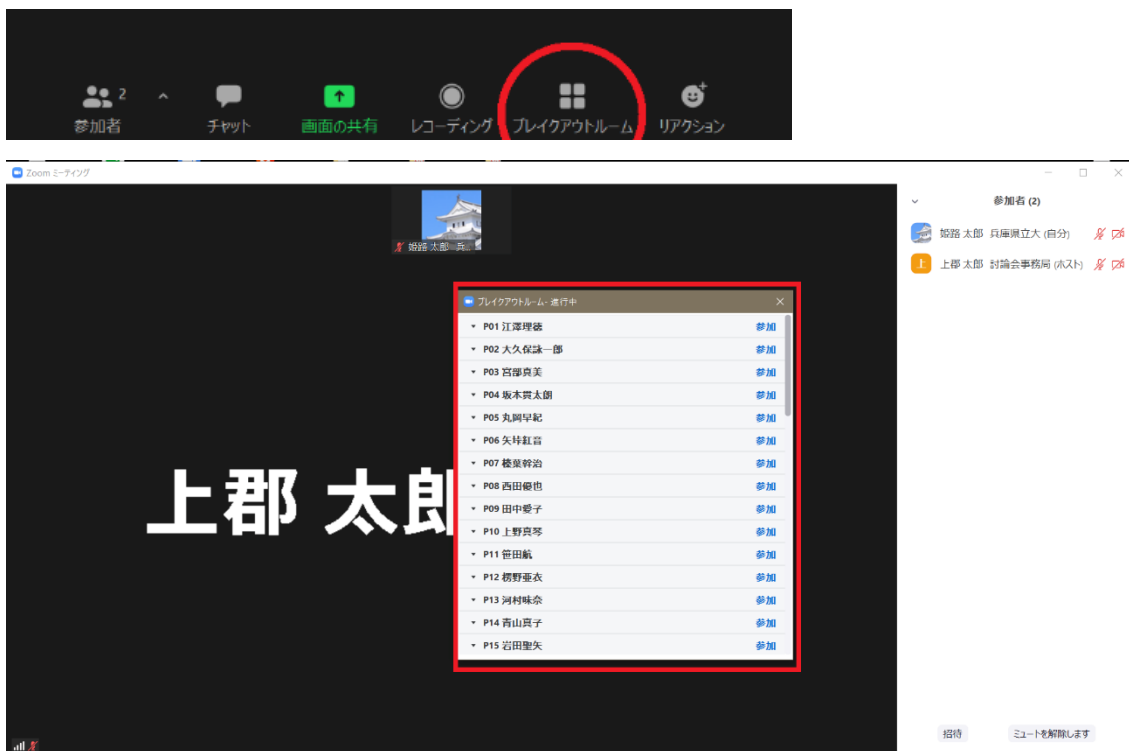 2
参加者
チャット
画面の共有
レコーディング
ブレイクアウトルーム
リアクション
Zoom ミーティング
姫路 太郎 兵...
上郡 太郎
ブレイクアウトルーム - 進行中
P01 江澤理徳 参加
P02 大久保詠一郎 参加
P03 宮部真美 参加
P04 坂本貫太朗 参加
P05 丸岡早紀 参加
P06 矢垰紅音 参加
P07 榛葉幹治 参加
P08 西田優也 参加
P09 田中愛子 参加
P10 上野真琴 参加
P11 笹田航 参加
P12 楞野亜衣 参加
P13 河村味奈 参加
P14 青山真子 参加
P15 岩田聖矢 参加
参加者 (2)
姫路 太郎 兵庫県立大 (自分)
上 上郡 太郎 討論会事務局 (ホスト)
招待
ミュートを解除します